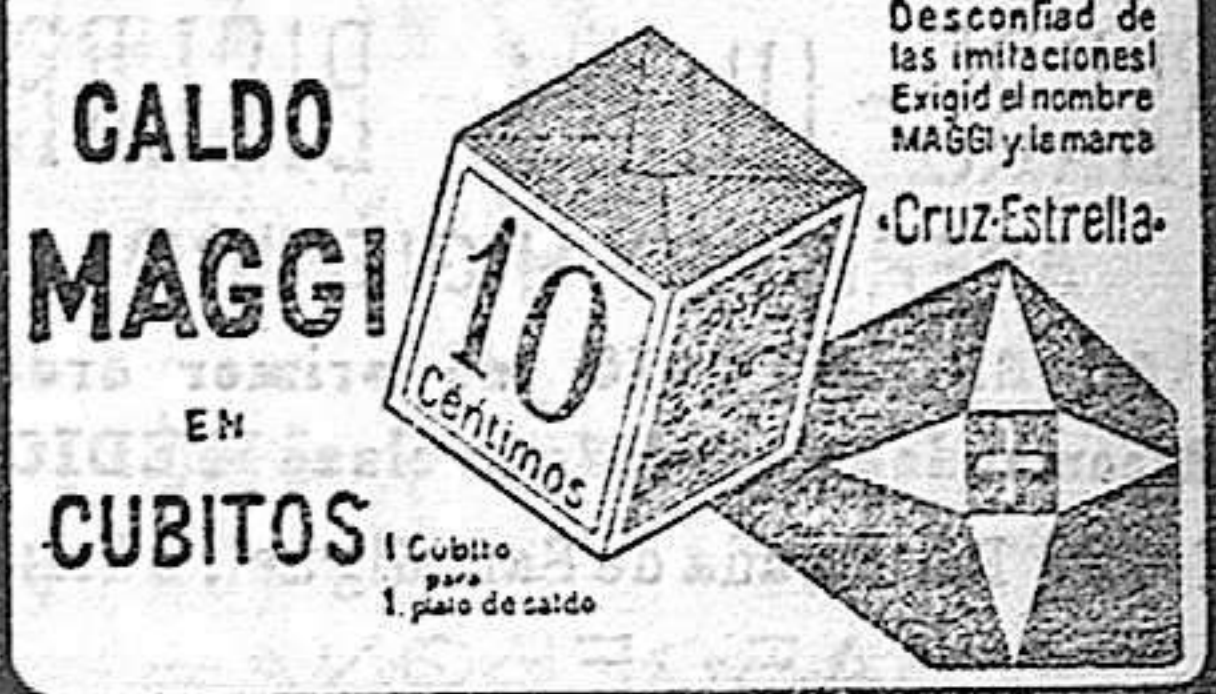 CALDO
MAGGI
EN
CUBITOS
1 Cubito
para
1. plato de caldo
10
Céntimos
Desconfiad de
las imitaciones!
Exigid el nombre
MAGGI y la marca
«Cruz-Estrella»